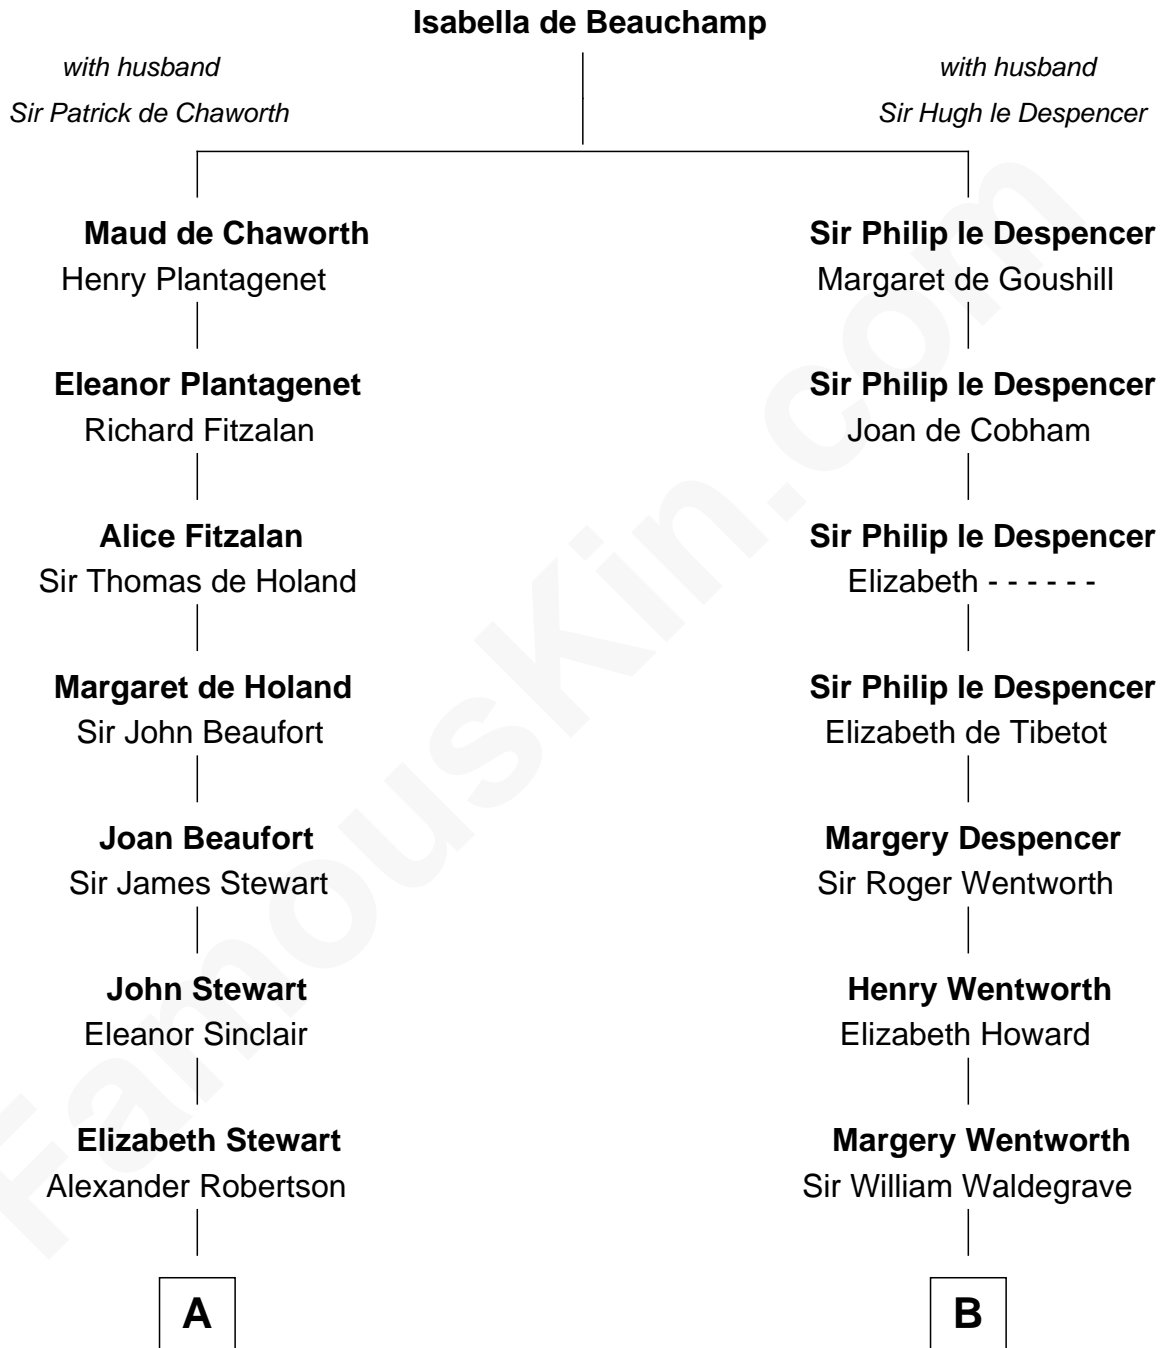 Isabella de Beauchamp
with husband
Sir Patrick de Chaworth
with husband
Sir Hugh le Despencer
Maud de Chaworth
Henry Plantagenet
Sir Philip le Despencer
Margaret de Goushill
Eleanor Plantagenet
Richard Fitzalan
Sir Philip le Despencer
Joan de Cobham
Alice Fitzalan
Sir Thomas de Holand
Sir Philip le Despencer
Elizabeth - - - - - -
Margaret de Holand
Sir John Beaufort
Sir Philip le Despencer
Elizabeth de Tibetot
Joan Beaufort
Sir James Stewart
Margery Despencer
Sir Roger Wentworth
John Stewart
Eleanor Sinclair
Henry Wentworth
Elizabeth Howard
Elizabeth Stewart
Alexander Robertson
Margery Wentworth
Sir William Waldegrave
A
B
FamousKin.com